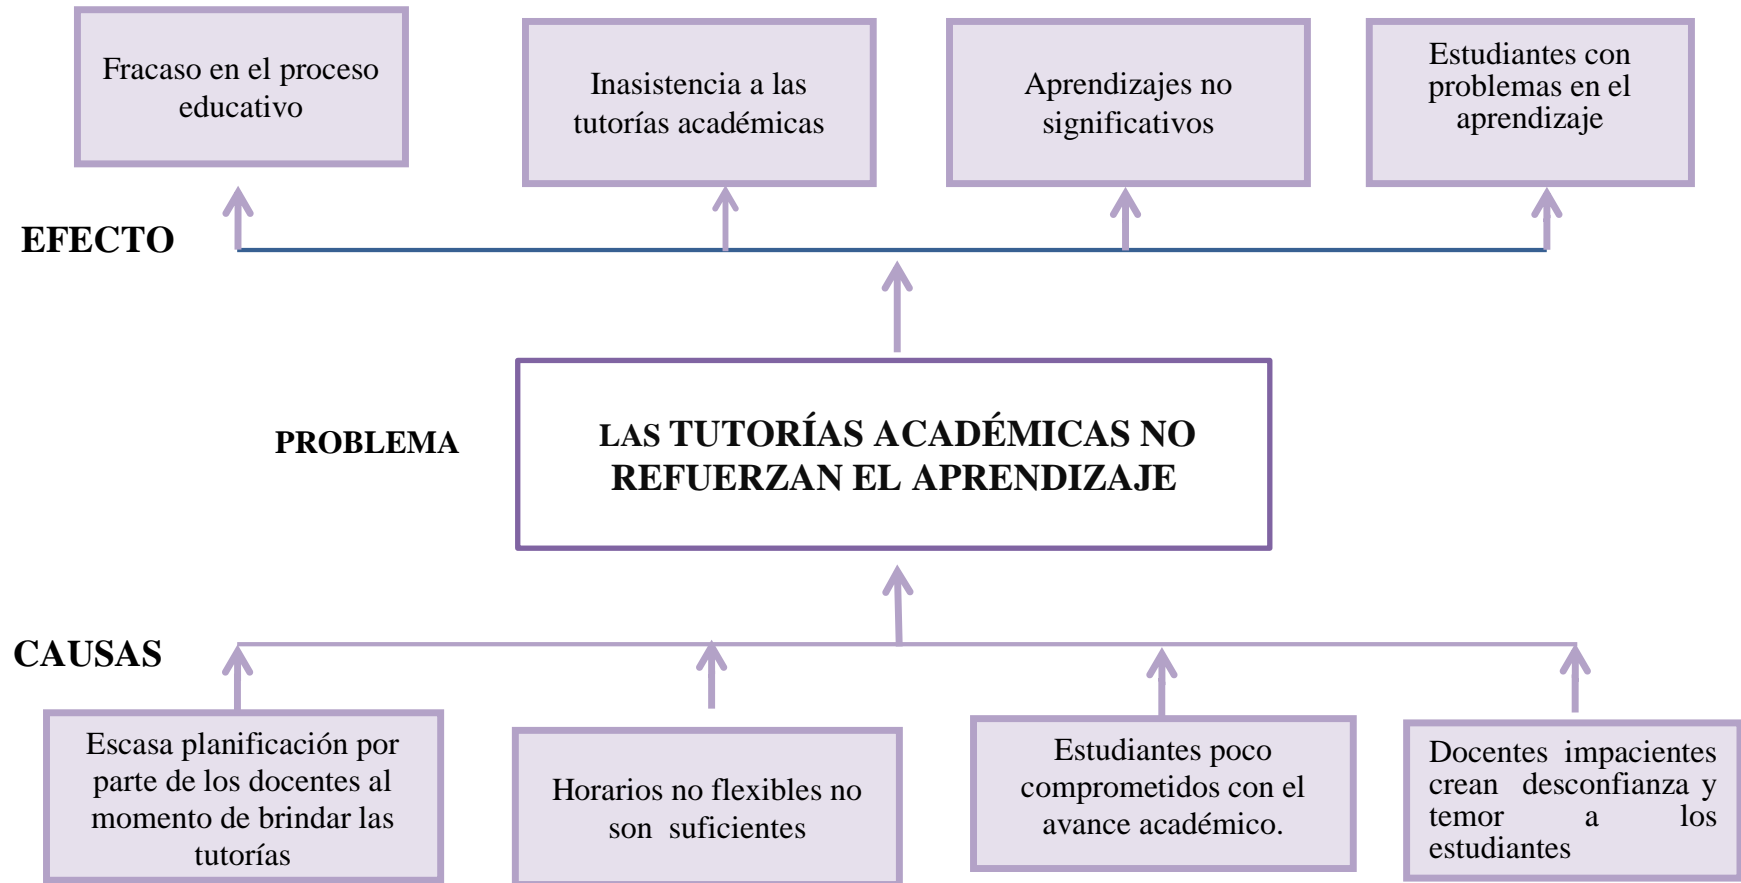 Fracaso en el proceso
educativo
Inasistencia a las
tutorías académicas
Aprendizajes no
significativos
Estudiantes con
problemas en el
aprendizaje
EFECTO
PROBLEMA
LAS TUTORÍAS ACADÉMICAS NO
REFUERZAN EL APRENDIZAJE
CAUSAS
Escasa planificación por
parte de los docentes al
momento de brindar las
tutorías
Horarios no flexibles no
son suficientes
Estudiantes poco
comprometidos con el
avance académico.
Docentes impacientes
crean desconfianza y
temor a los
estudiantes